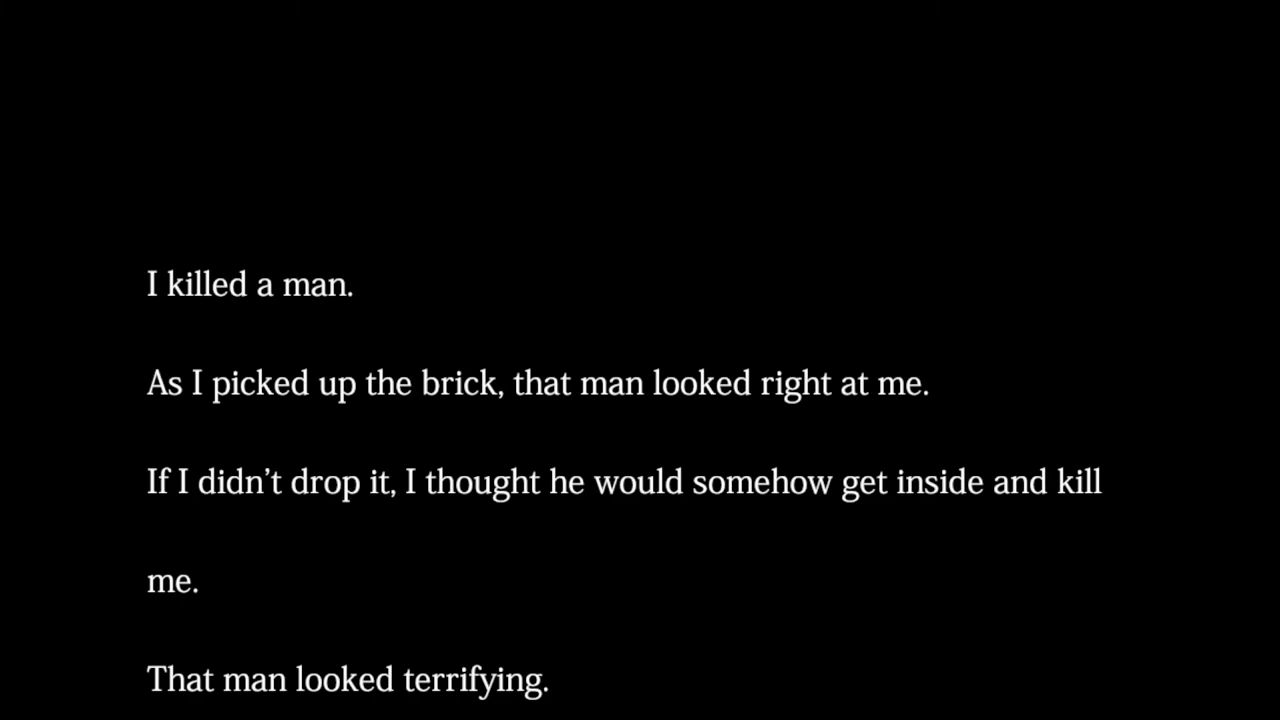 I killed a man.
As I picked up the brick, that man looked right at me.
If I didn’t drop it, I thought he would somehow get inside and kill
me.
That man looked terrifying.